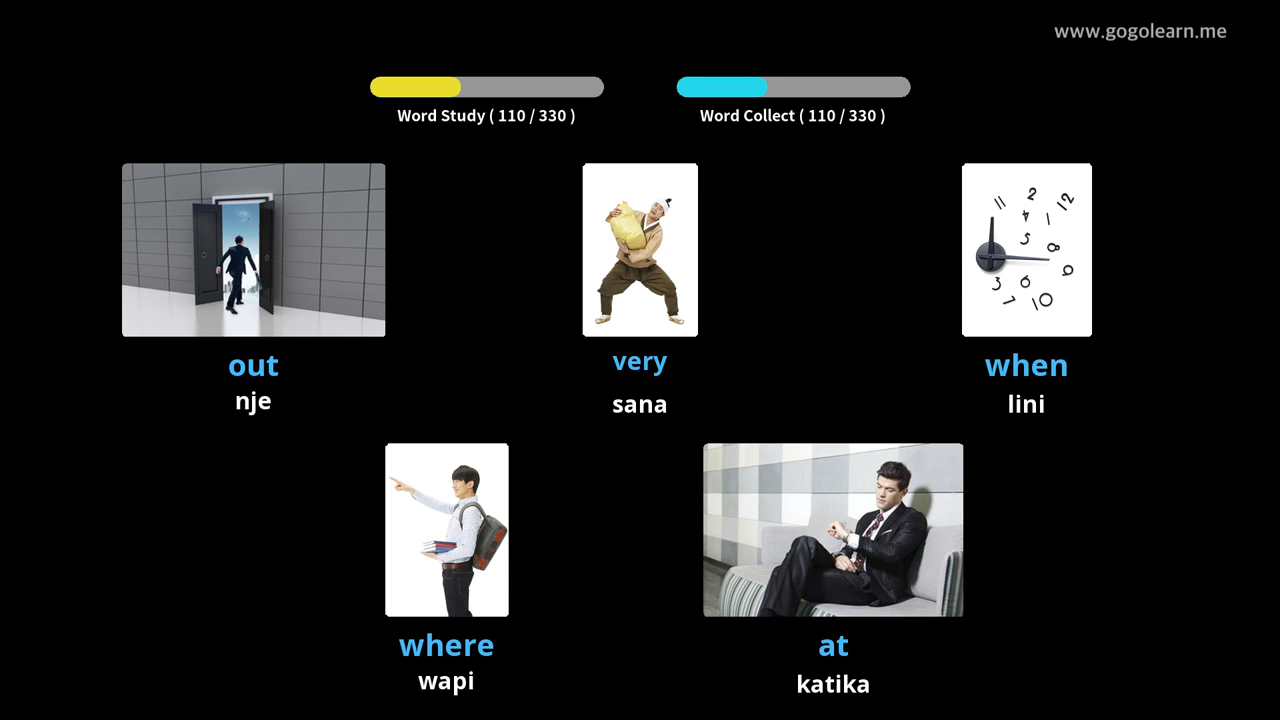 www.gogolearn.me
Word Study ( 110 / 330 )
Word Collect ( 110 / 330 )
out
nje
very
sana
when
lini
where
wapi
at
katika